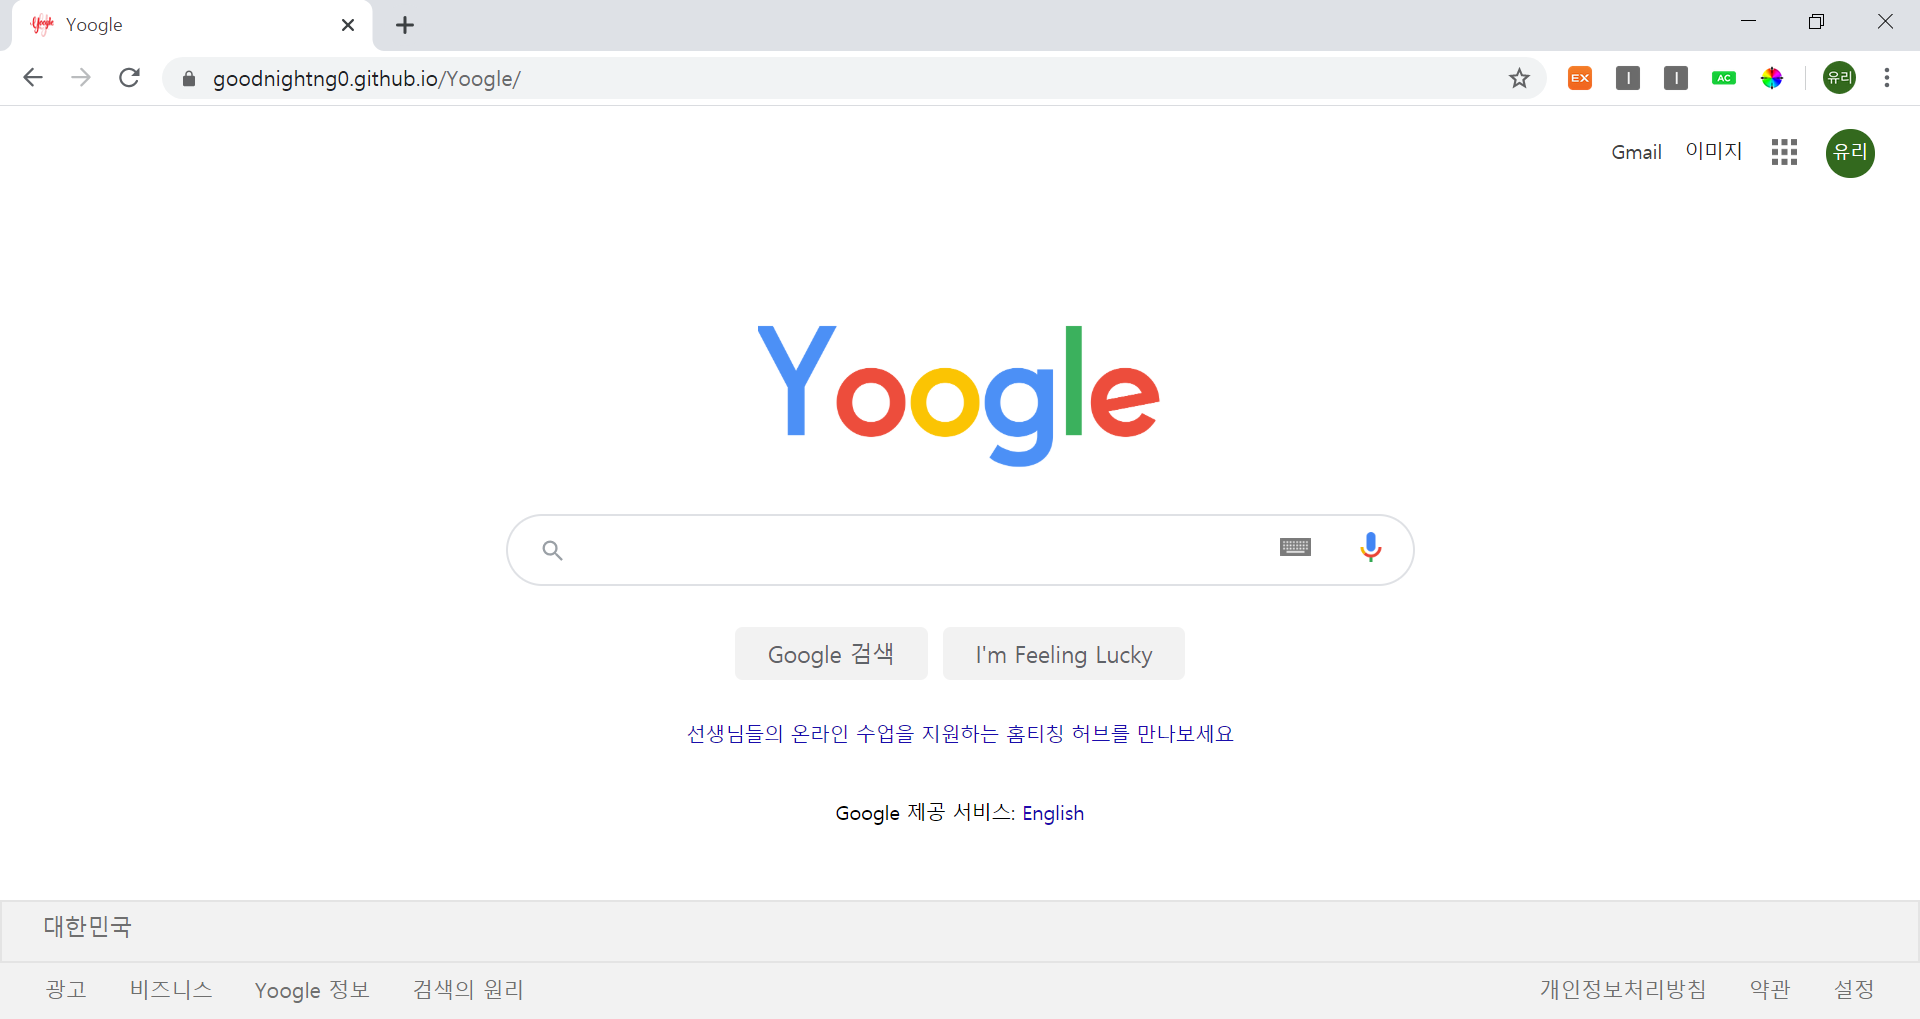 Yoogle
goodnightng0.github.io/Yoogle/
EX
I
I
AC
유리
Gmail 이미지 유리
Yoogle
Google 검색 I'm Feeling Lucky
선생님들의 온라인 수업을 지원하는 홈티칭 허브를 만나보세요
Google 제공 서비스: English
대한민국
광고 비즈니스 Yoogle 정보 검색의 원리 개인정보처리방침 약관 설정